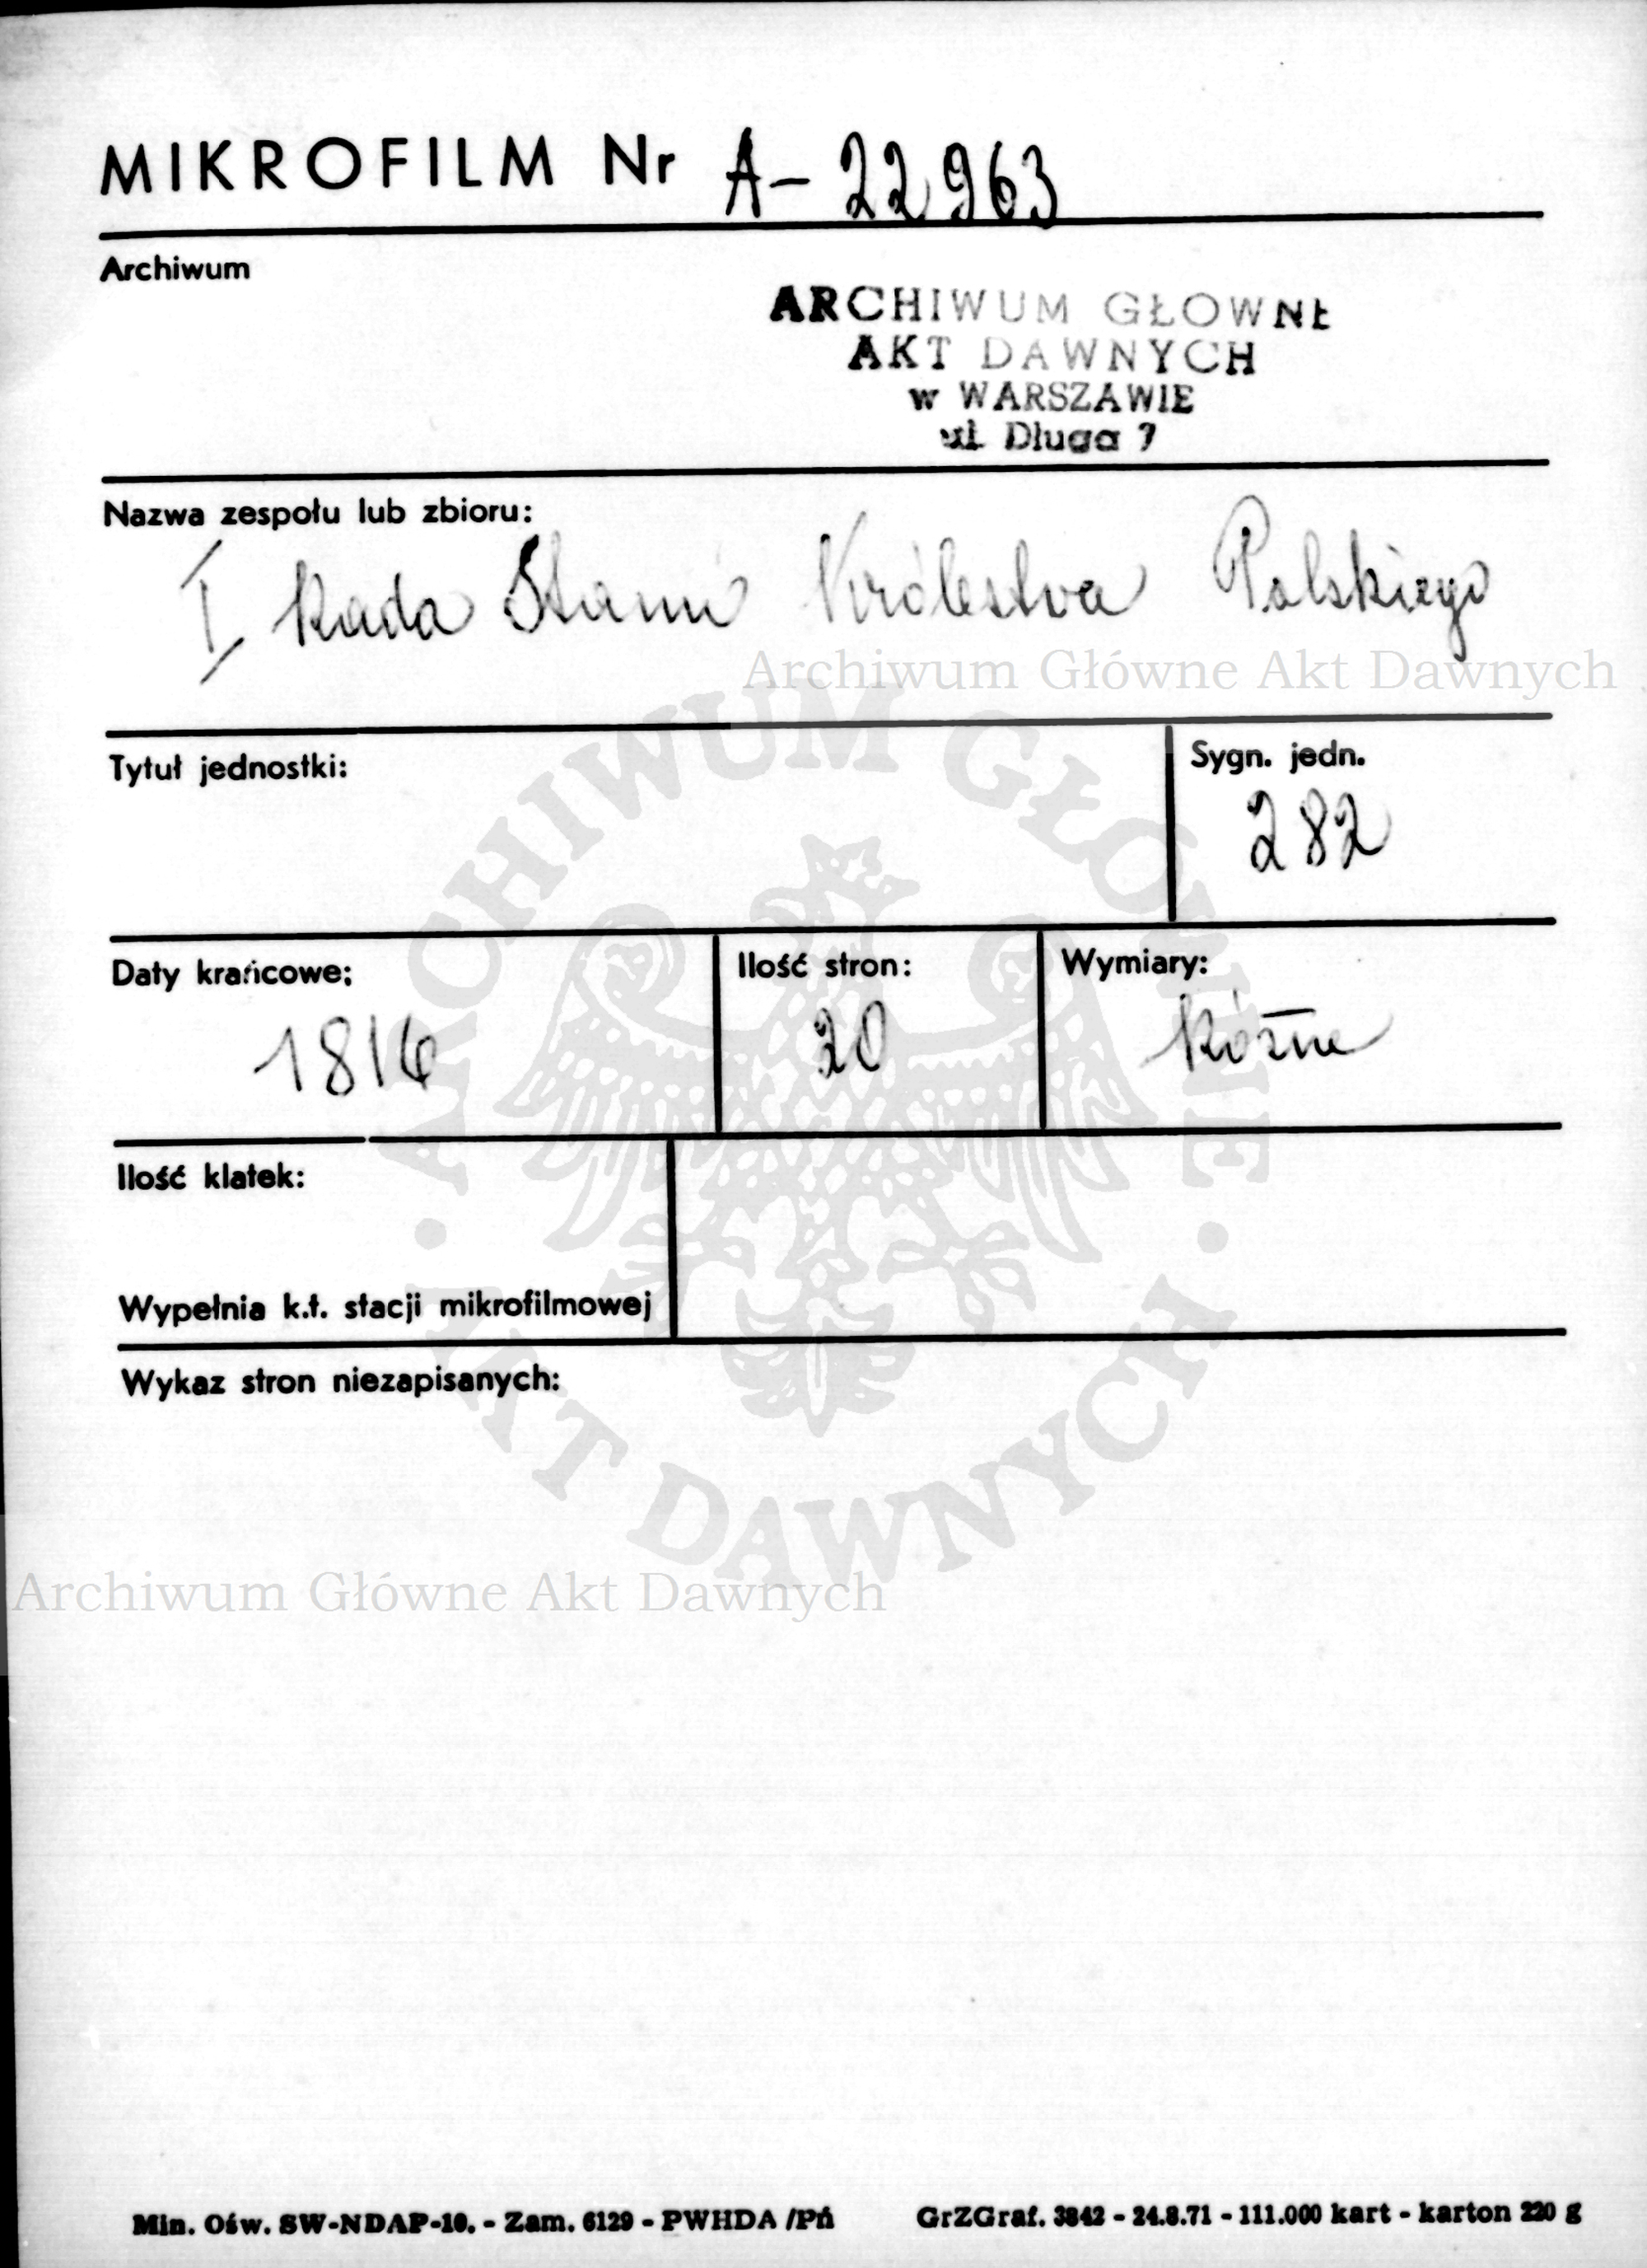 MIKROFILM Nr A-22963
Archiwum
ARCHIWUM GŁOWNE
AKT DAWNYCH
w WARSZAWIE
ul. Długa 7
Nazwa zespołu lub zbioru:
I Rada Stanu Królestwa Polskiego
Archiwum Główne Akt Dawnych
Tytuł jednostki:
Sygn. jedn.
282
Daty krańcowe:
1816
Ilość stron:
20
Wymiary:
Różne
Ilość klatek:
Wypełnia k.t. stacji mikrofilmowej
Wykaz stron niezapisanych:
ARCHIWUM GŁÓWNE
AKT DAWNYCH
Archiwum Główne Akt Dawnych
Min. Ośw. SW-NDAP-10. - Zam. 6129 - PWHDA /Pń GrZGraf. 3842 - 24.8.71 - 111.000 kart - karton 220 g